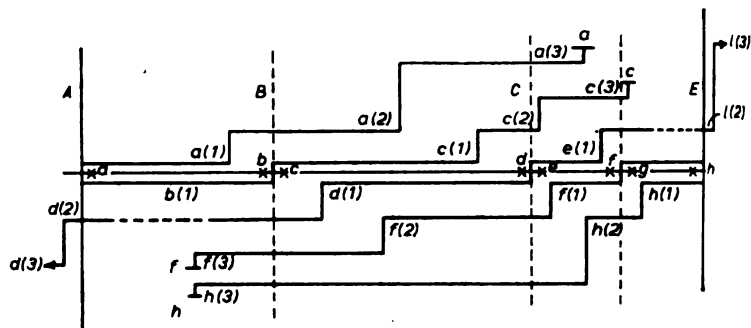 a
l(3)
a(3)
A B C c E
c(3)
a(2) c(2) l(2)
a(1) c(1) e(1)
a b c d e f g h
b(1) d(1) f(1) h(1)
d(2)
f(2) h(2)
d(3) f f(3)
h(3)
h